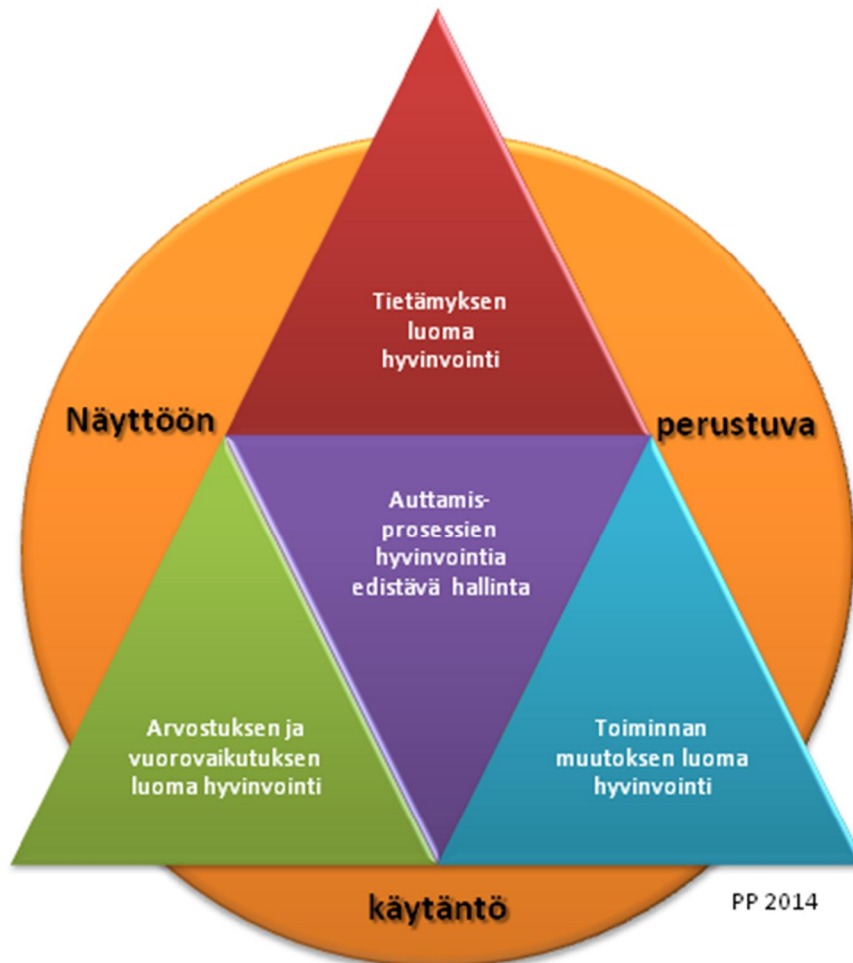 Tietämyksen
luoma
hyvinvointi
Näyttöön
perustuva
Auttamis-
prosessien
hyvinvointia
edistävä hallinta
Arvostuksen ja
vuorovaikutuksen
luoma hyvinvointi
Toiminnan
muutoksen luoma
hyvinvointi
käytäntö
PP 2014